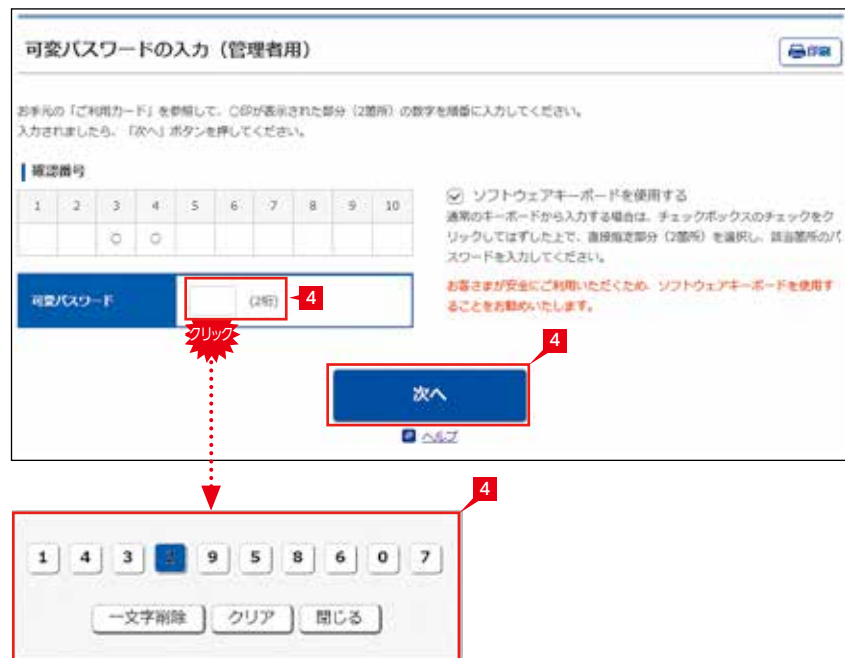 可変パスワードの入力（管理者用）
印刷
お手元の「ご利用カード」を参照して、○印が表示された部分（2箇所）の数字を順番に入力してください。
入力されましたら、「次へ」ボタンを押してください。
確認番号
1 2 3 4 5 6 7 8 9 10
○ ○
ソフトウェアキーボードを使用する
通常のキーボードから入力する場合は、チェックボックスのチェックをク
リックしてはずした上で、直接指定部分（2箇所）を選択し、該当箇所のパ
スワードを入力してください。
お客さまが安全にご利用いただくため、ソフトウェアキーボードを使用す
ることをお勧めいたします。
可変パスワード (2桁) 4
クリック
4
次へ
ヘルプ
4
1 4 3 9 5 8 6 0 7
一文字削除 クリア 閉じる